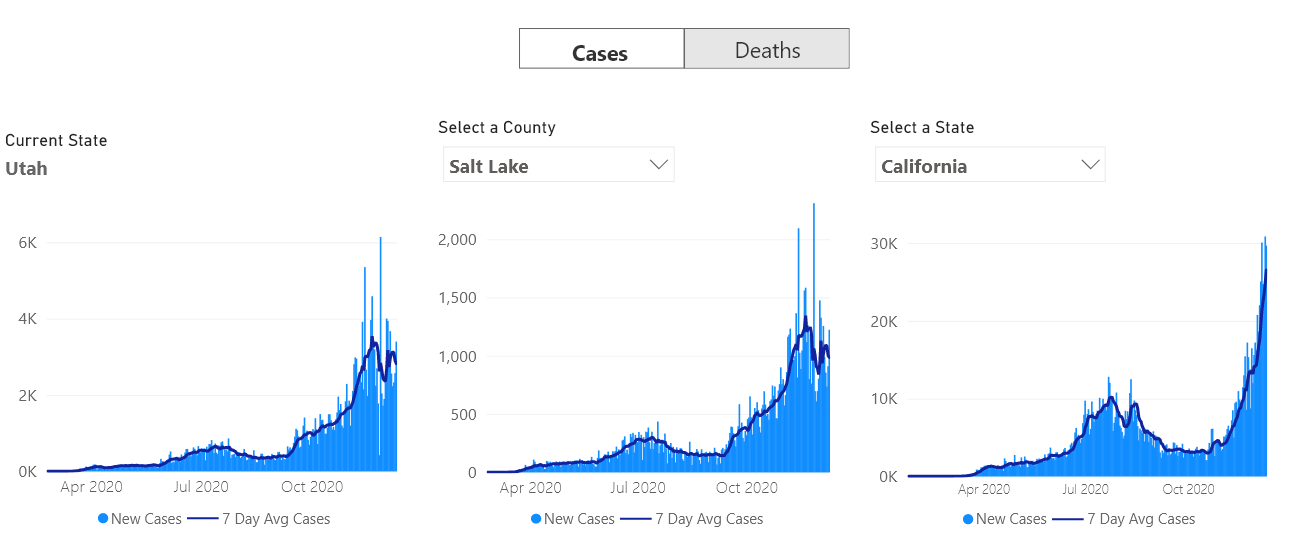 Cases Deaths
Current State
Utah
6K
4K
2K
0K
Apr 2020 Jul 2020 Oct 2020
New Cases 7 Day Avg Cases
Select a County
Salt Lake
2,000
1,500
1,000
500
0
Apr 2020 Jul 2020 Oct 2020
New Cases 7 Day Avg Cases
Select a State
California
30K
20K
10K
0K
Apr 2020 Jul 2020 Oct 2020
New Cases 7 Day Avg Cases